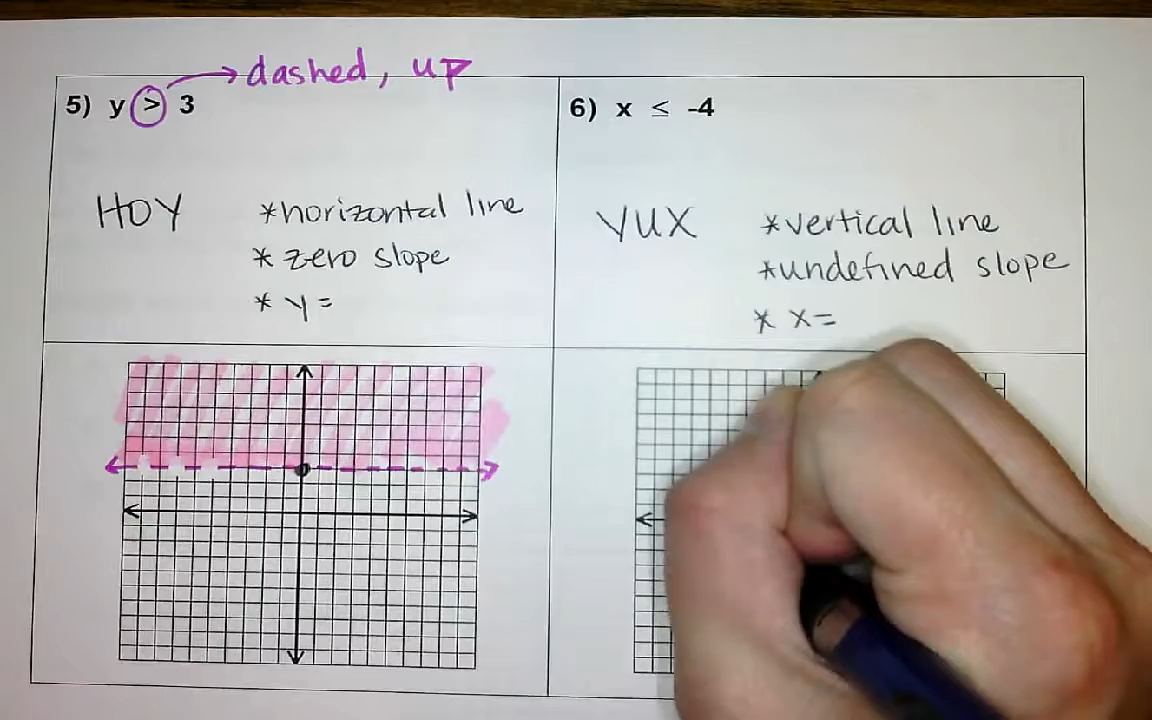 dashed, up
5) y > 3
HOY
*horizontal line
* zero slope
* y =
6) x ≤ -4
VUX
*vertical line
*undefined slope
* x=